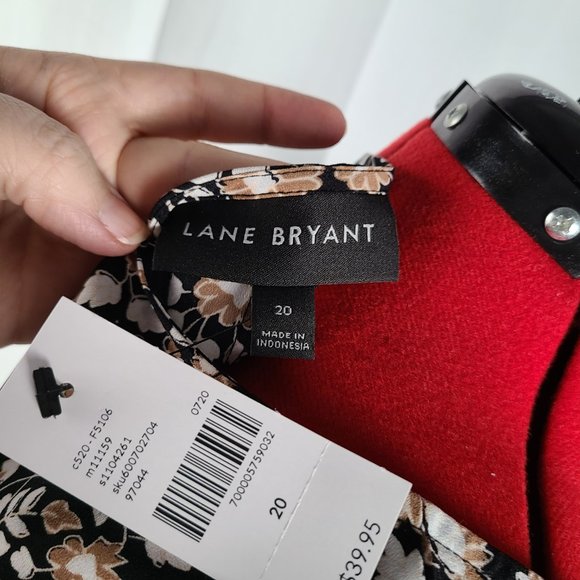 LANE BRYANT
20
MADE IN
INDONESIA
c520 - F5106
m11159
s1104261
sku600702704
97044
0720
700005759032
20
$39.95